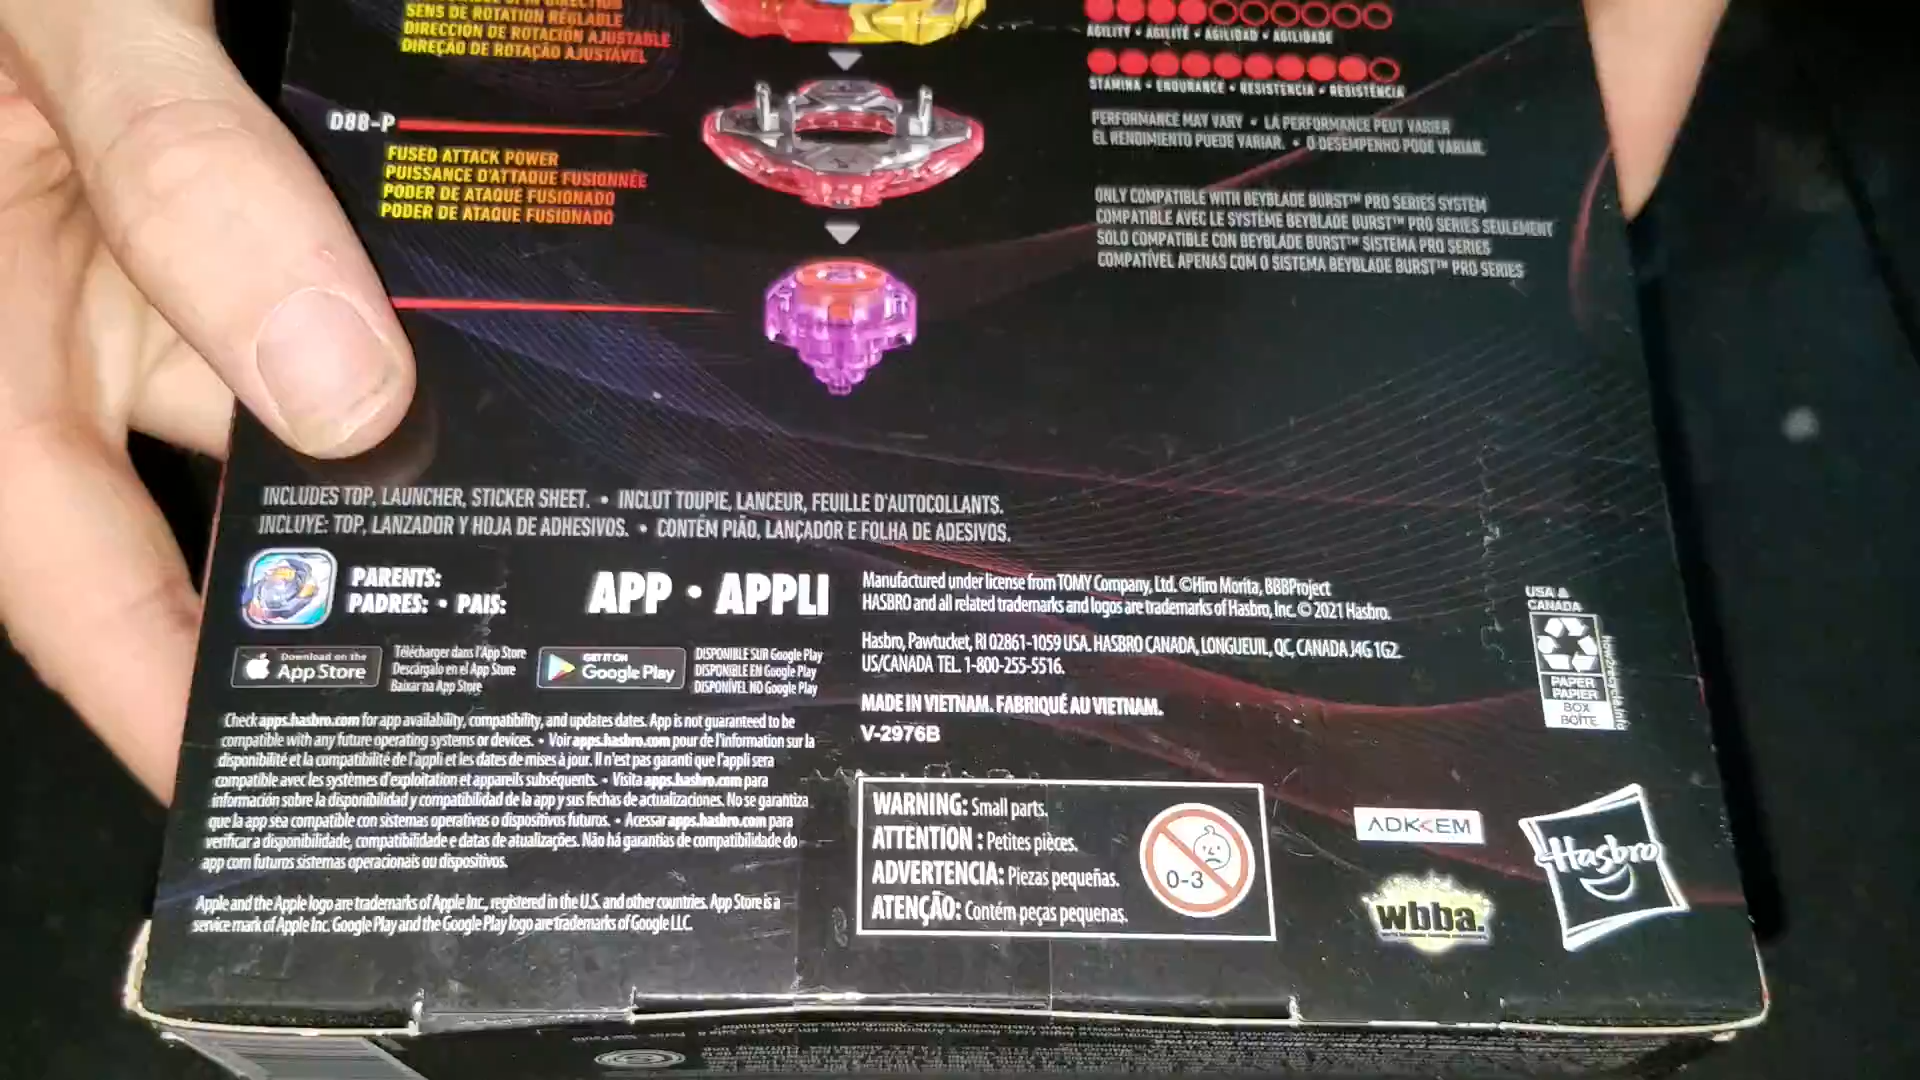 SENS DE ROTATION RÉGLABLE
DIRECCIÓN DE ROTACIÓN AJUSTABLE
DIREÇÃO DE ROTAÇÃO AJUSTÁVEL
D88-P
FUSED ATTACK POWER
PUISSANCE D'ATTAQUE FUSIONNÉE
PODER DE ATAQUE FUSIONADO
PODER DE ATAQUE FUSIONADO
AGILITY • AGILITÉ • AGILIDAD • AGILIDADE
STAMINA • ENDURANCE • RESISTENCIA • RESISTÊNCIA
PERFORMANCE MAY VARY • LA PERFORMANCE PEUT VARIER
EL RENDIMIENTO PUEDE VARIAR. • O DESEMPENHO PODE VARIAR.
ONLY COMPATIBLE WITH BEYBLADE BURST™ PRO SERIES SYSTEM
COMPATIBLE AVEC LE SYSTÈME BEYBLADE BURST™ PRO SERIES SEULEMENT
SOLO COMPATIBLE CON BEYBLADE BURST™ SISTEMA PRO SERIES
COMPATÍVEL APENAS COM O SISTEMA BEYBLADE BURST™ PRO SERIES
INCLUDES TOP, LAUNCHER, STICKER SHEET. • INCLUT TOUPIE, LANCEUR, FEUILLE D'AUTOCOLLANTS.
INCLUYE: TOP, LANZADOR Y HOJA DE ADHESIVOS. • CONTÉM PIÃO, LANÇADOR E FOLHA DE ADESIVOS.
PARENTS:
PADRES: • PAIS:
APP • APPLI
Download on the
App Store
Télécharger dans l'App Store
Descárgalo en el App Store
Baixar na App Store
GET IT ON
Google Play
DISPONIBLE SUR Google Play
DISPONIBLE EN Google Play
DISPONÍVEL NO Google Play
Check apps.hasbro.com for app availability, compatibility, and updates dates. App is not guaranteed to be
compatible with any future operating systems or devices. • Voir apps.hasbro.com pour de l'information sur la
disponibilité et la compatibilité de l'appli et les dates de mises à jour. Il n'est pas garanti que l'appli sera
compatible avec les systèmes d'exploitation et appareils subséquents. • Visita apps.hasbro.com para
información sobre la disponibilidad y compatibilidad de la app y sus fechas de actualizaciones. No se garantiza
que la app sea compatible con sistemas operativos o dispositivos futuros. • Acessar apps.hasbro.com para
verificar a disponibilidade, compatibilidade e datas de atualizações. Não há garantias de compatibilidade do
app com futuros sistemas operacionais ou dispositivos.
Apple and the Apple logo are trademarks of Apple Inc., registered in the U.S. and other countries. App Store is a
service mark of Apple Inc. Google Play and the Google Play logo are trademarks of Google LLC.
Manufactured under license from TOMY Company, Ltd. ©Hiro Morita, BBBProject
HASBRO and all related trademarks and logos are trademarks of Hasbro, Inc. © 2021 Hasbro.
Hasbro, Pawtucket, RI 02861-1059 USA. HASBRO CANADA, LONGUEUIL, QC, CANADA J4G 1G2.
US/CANADA TEL. 1-800-255-5516.
MADE IN VIETNAM. FABRIQUÉ AU VIETNAM.
V-2976B
WARNING: Small parts.
ATTENTION : Petites pièces.
ADVERTENCIA: Piezas pequeñas.
ATENÇÃO: Contém peças pequenas.
0-3
USA &
CANADA
PAPER
PAPIER
BOX
BOÎTE
how2recycle.info
ADK EM
wbba.
Hasbro